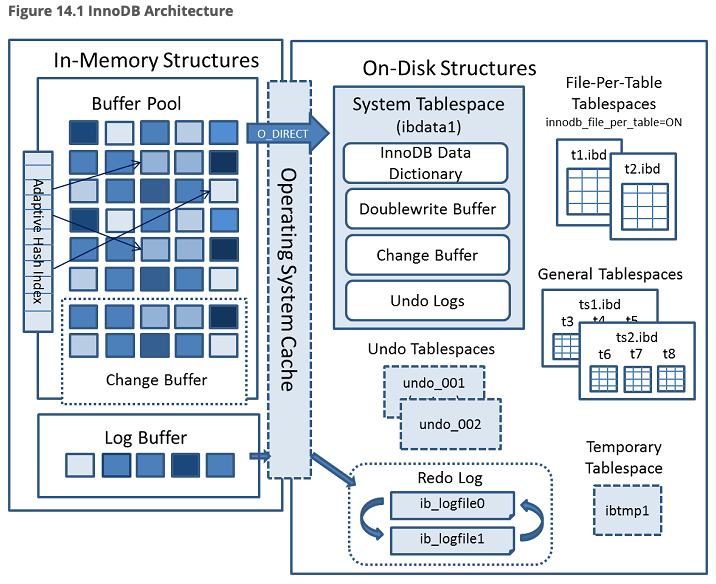 Figure 14.1 InnoDB Architecture
In-Memory Structures
Buffer Pool
Adaptive Hash Index
Change Buffer
Log Buffer
O_DIRECT
Operating System Cache
On-Disk Structures
System Tablespace
(ibdata1)
InnoDB Data
Dictionary
Doublewrite Buffer
Change Buffer
Undo Logs
File-Per-Table
Tablespaces
innodb_file_per_table=ON
t1.ibd
t2.ibd
General Tablespaces
ts1.ibd
t3 t4 t5
ts2.ibd
t6 t7 t8
Undo Tablespaces
undo_001
undo_002
Temporary
Tablespace
ibtmp1
Redo Log
ib_logfile0
ib_logfile1